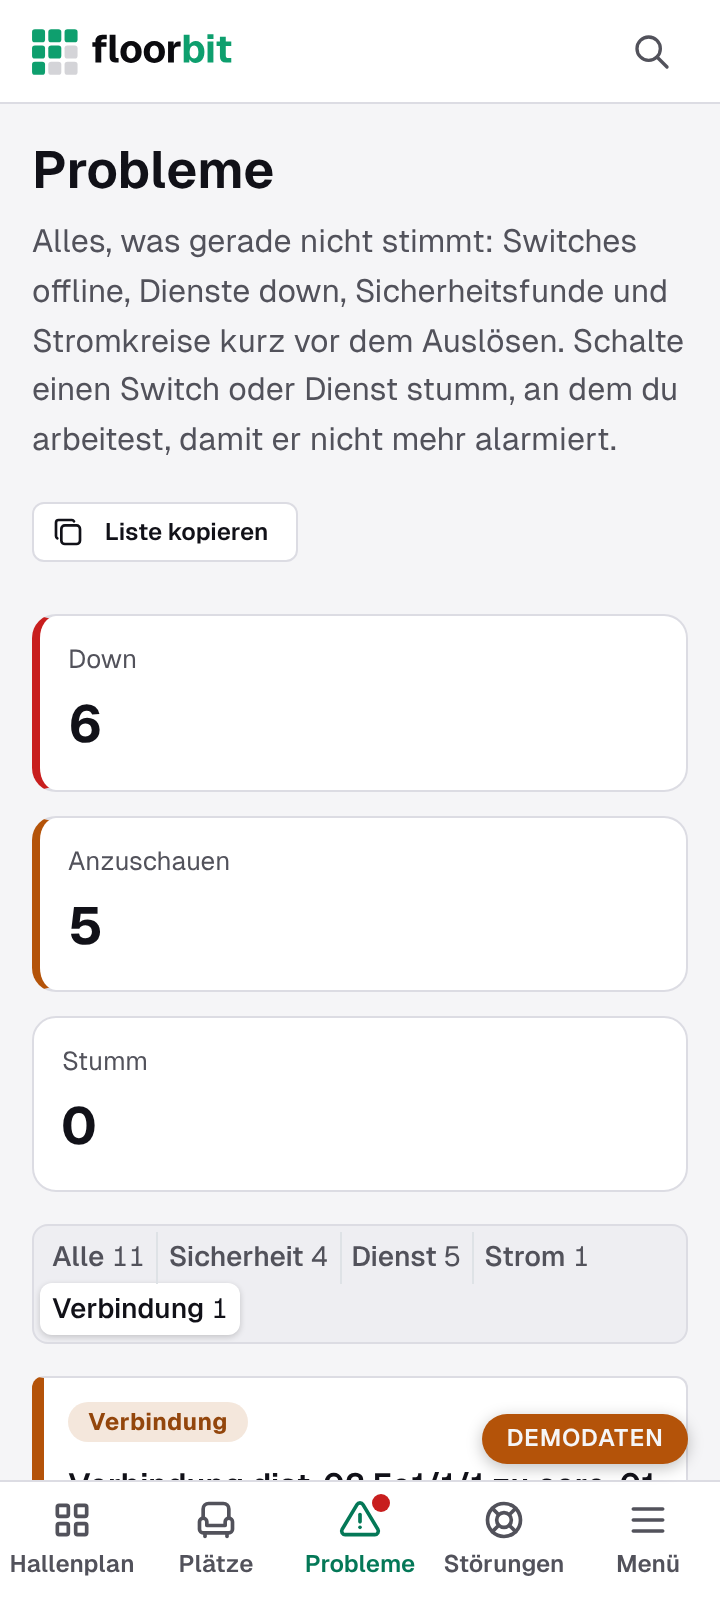 floorbit
Probleme
Alles, was gerade nicht stimmt: Switches
offline, Dienste down, Sicherheitsfunde und
Stromkreise kurz vor dem Auslösen. Schalte
einen Switch oder Dienst stumm, an dem du
arbeitest, damit er nicht mehr alarmiert.
Liste kopieren
Down
6
Anzuschauen
5
Stumm
0
Alle 11 Sicherheit 4 Dienst 5 Strom 1
Verbindung 1
Verbindung
DEMODATEN
Verbindung
Hallenplan Plätze Probleme Störungen Menü